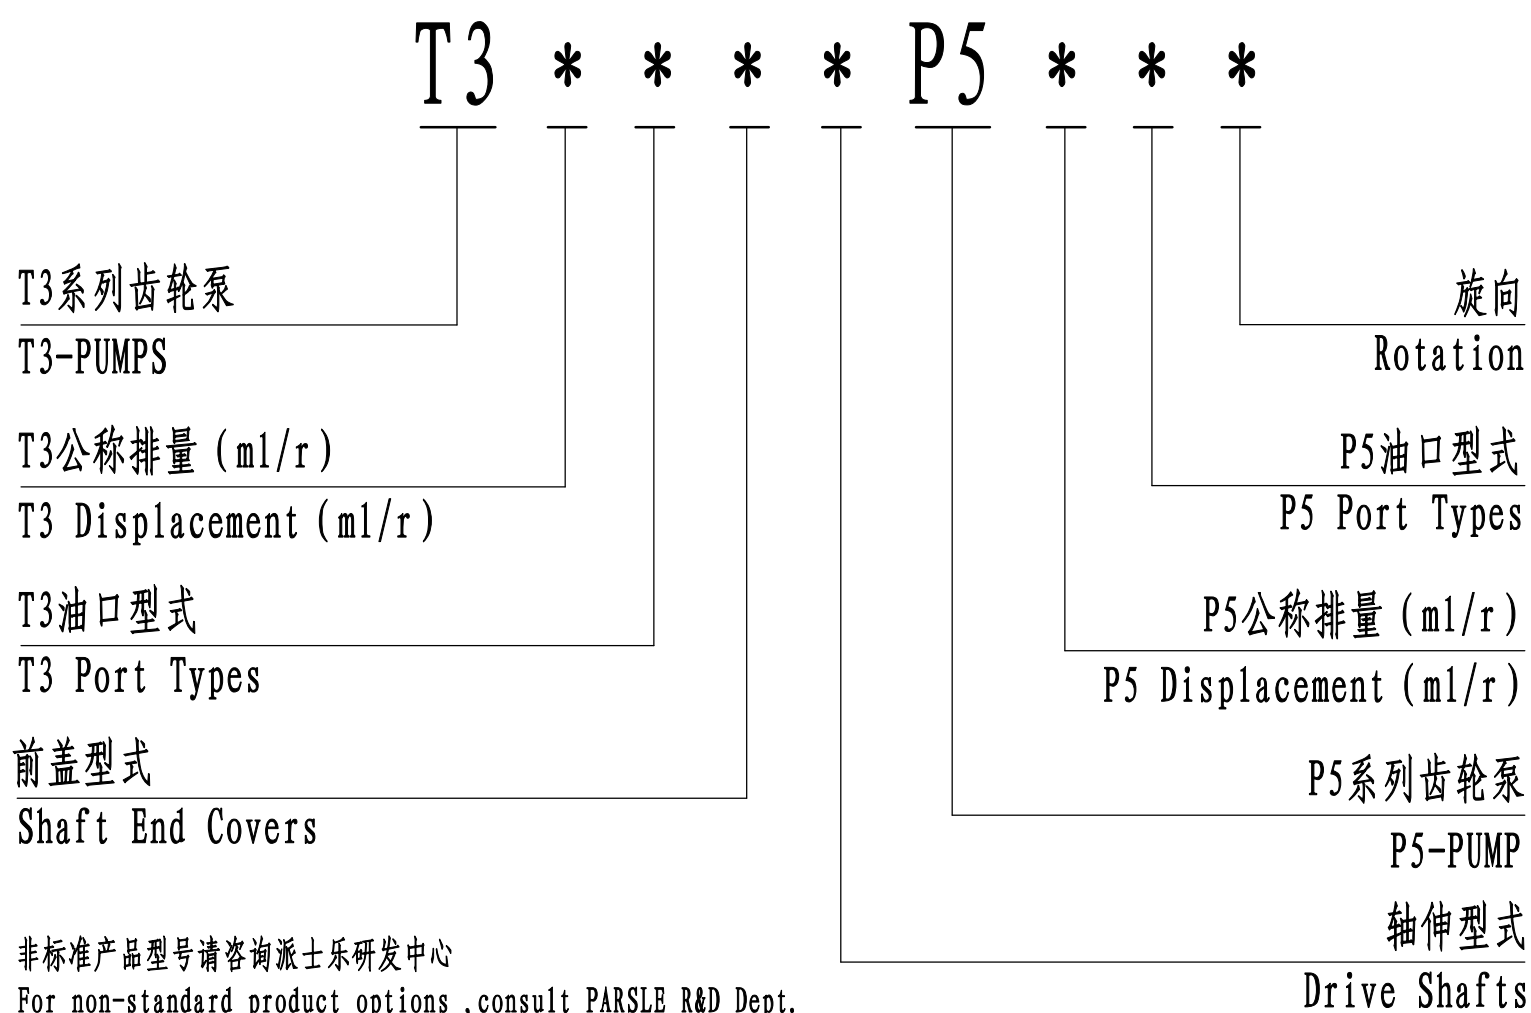 T3 * * * * P5 * * *
T3系列齿轮泵
T3-PUMPS
T3公称排量(ml/r)
T3 Displacement(ml/r)
T3油口型式
T3 Port Types
前盖型式
Shaft End Covers
旋向
Rotation
P5油口型式
P5 Port Types
P5公称排量(ml/r)
P5 Displacement(ml/r)
P5系列齿轮泵
P5-PUMP
轴伸型式
Drive Shafts
非标准产品型号请咨询派士乐研发中心
For non-standard product options ,consult PARSLE R&D Dept.